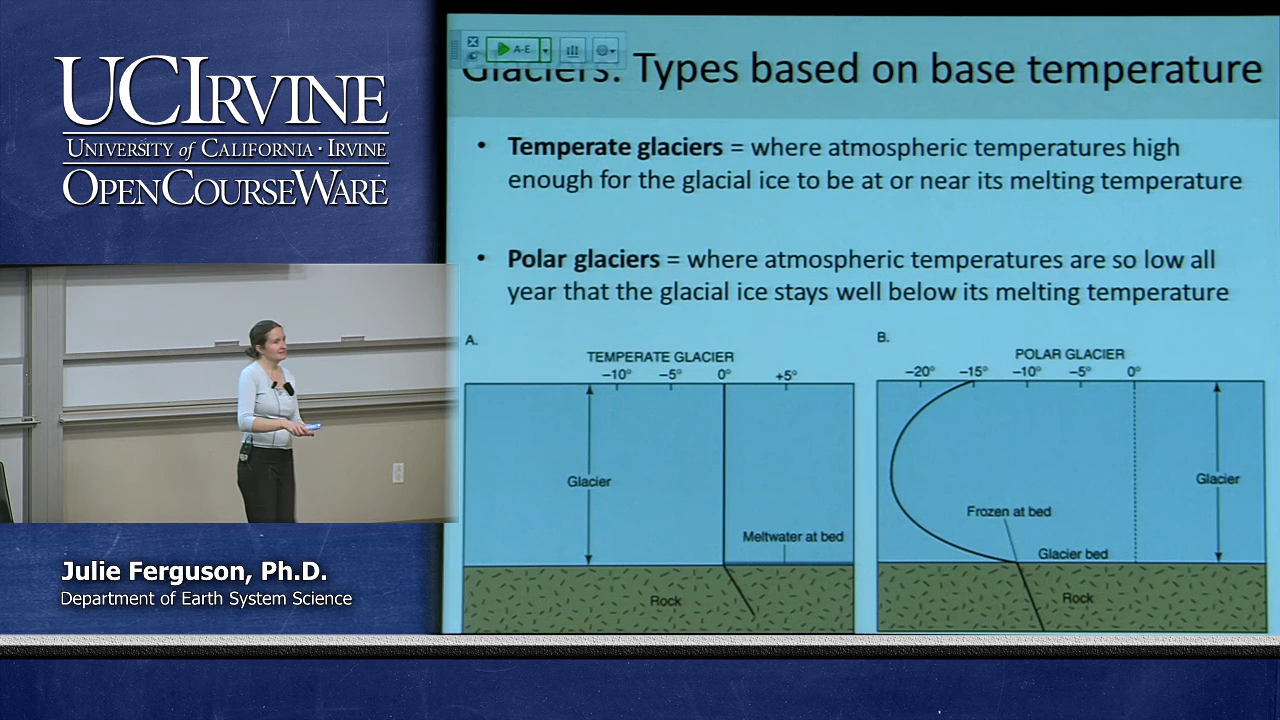 UCIRVINE
UNIVERSITY of CALIFORNIA · IRVINE
OPENCOURSEWARE
A-E
Glaciers: Types based on base temperature
• Temperate glaciers = where atmospheric temperatures high
enough for the glacial ice to be at or near its melting temperature
• Polar glaciers = where atmospheric temperatures are so low all
year that the glacial ice stays well below its melting temperature
A.
TEMPERATE GLACIER
–10° –5° 0° +5°
Glacier
Meltwater at bed
Rock
B.
POLAR GLACIER
–20° –15° –10° –5° 0°
Glacier
Frozen at bed
Glacier bed
Rock
Julie Ferguson, Ph.D.
Department of Earth System Science